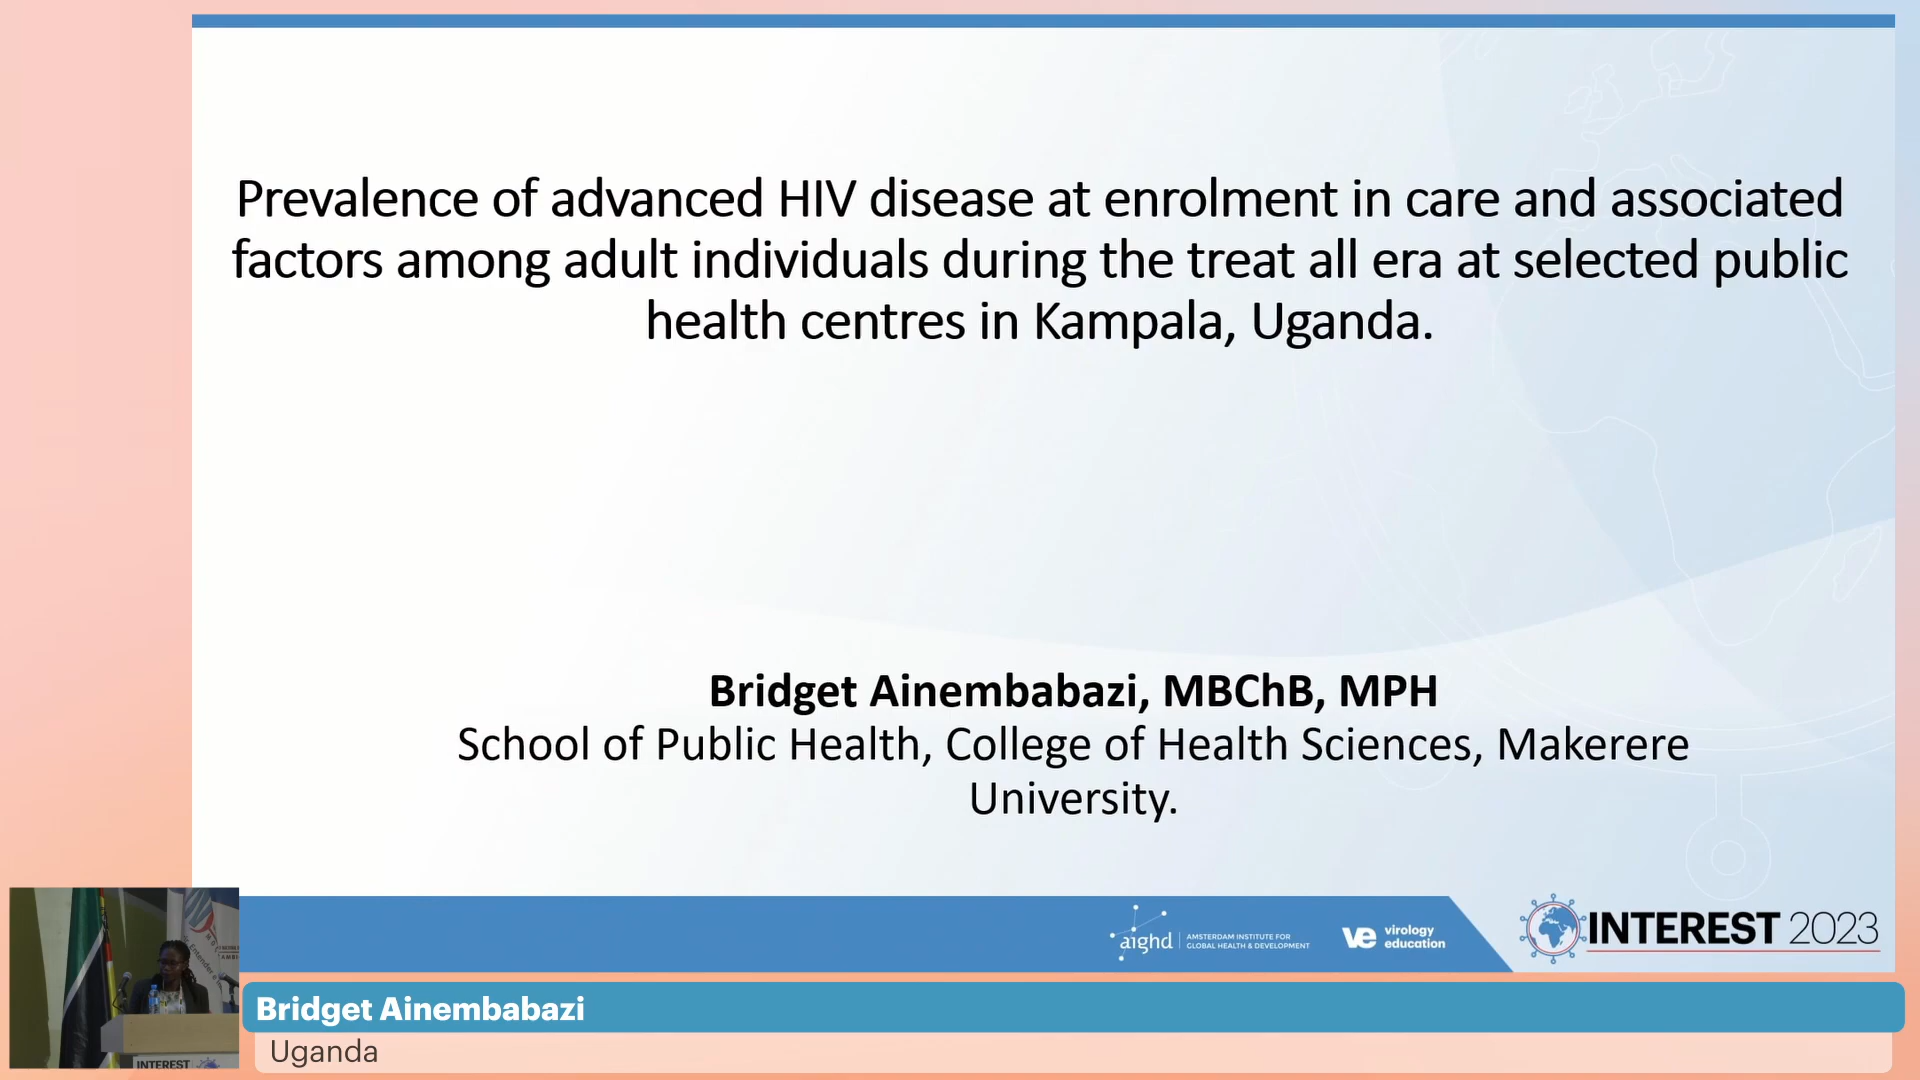 Prevalence of advanced HIV disease at enrolment in care and associated
factors among adult individuals during the treat all era at selected public
health centres in Kampala, Uganda.
Bridget Ainembabazi, MBChB, MPH
School of Public Health, College of Health Sciences, Makerere
University.
aighd
AMSTERDAM INSTITUTE FOR
GLOBAL HEALTH & DEVELOPMENT
ve virology
education
INTEREST 2023
INTEREST
Bridget Ainembabazi
Uganda